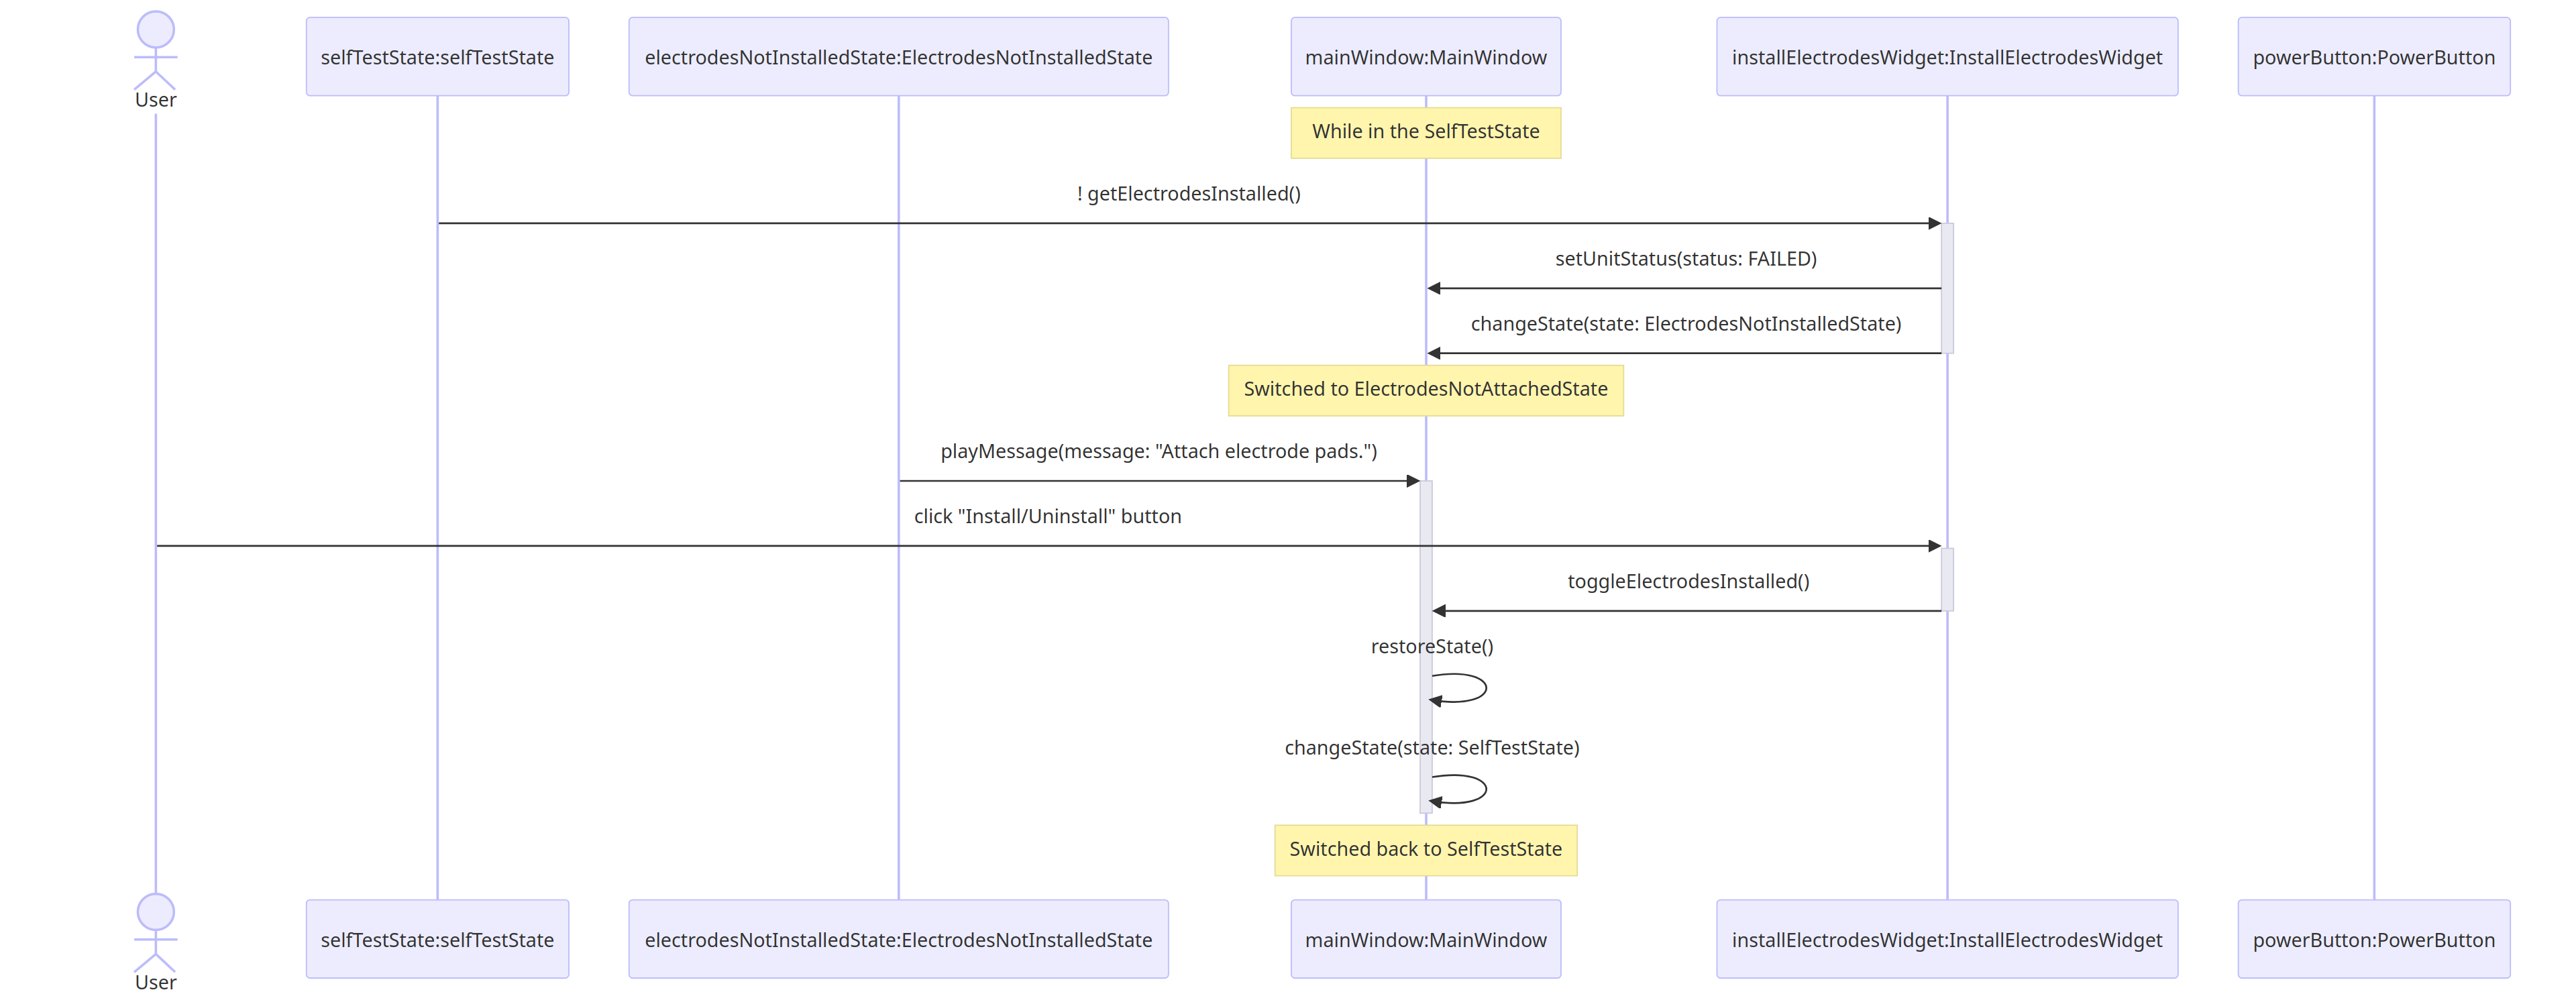 User
selfTestState:selfTestState
electrodesNotInstalledState:ElectrodesNotInstalledState
mainWindow:MainWindow
installElectrodesWidget:InstallElectrodesWidget
powerButton:PowerButton
While in the SelfTestState
! getElectrodesInstalled()
setUnitStatus(status: FAILED)
changeState(state: ElectrodesNotInstalledState)
Switched to ElectrodesNotAttachedState
playMessage(message: "Attach electrode pads.")
click "Install/Uninstall" button
toggleElectrodesInstalled()
restoreState()
changeState(state: SelfTestState)
Switched back to SelfTestState
User
selfTestState:selfTestState
electrodesNotInstalledState:ElectrodesNotInstalledState
mainWindow:MainWindow
installElectrodesWidget:InstallElectrodesWidget
powerButton:PowerButton